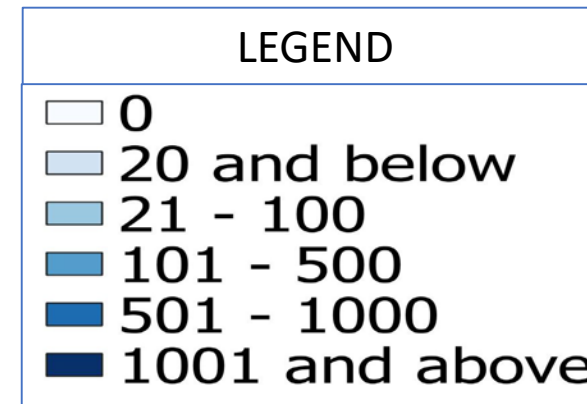 LEGEND
0
20 and below
21 - 100
101 - 500
501 - 1000
1001 and above